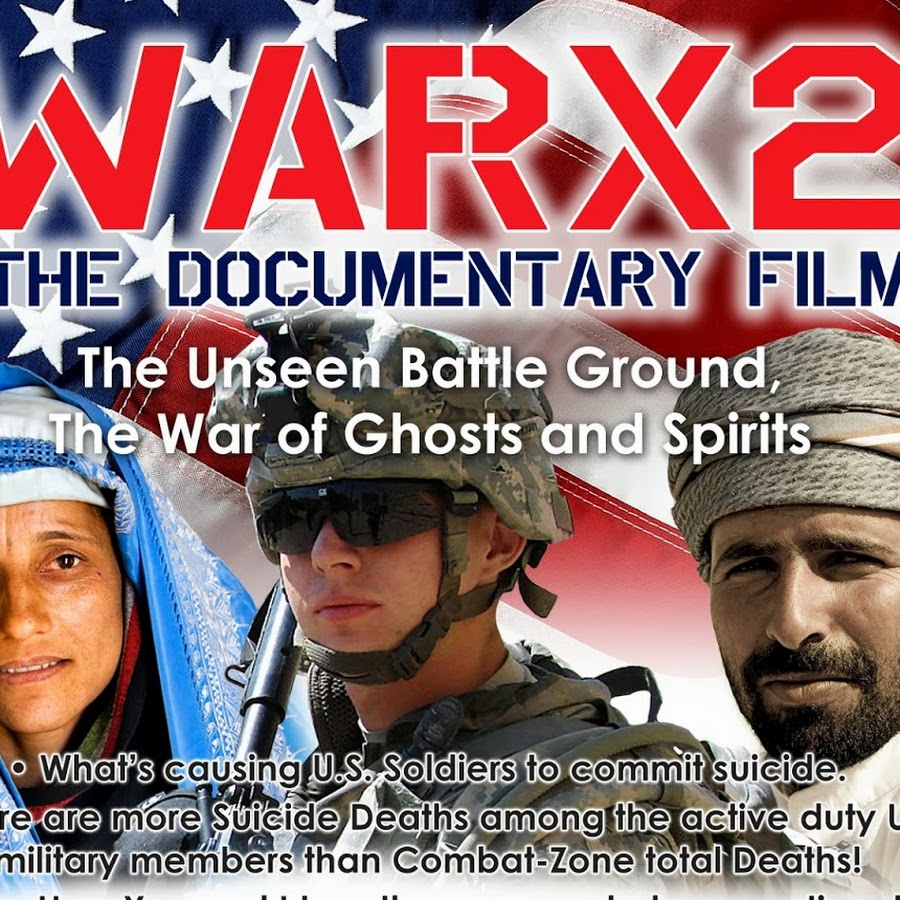 WARX2
THE DOCUMENTARY FILM
The Unseen Battle Ground,
The War of Ghosts and Spirits
• What's causing U.S. Soldiers to commit suicide.
re are more Suicide Deaths among the active duty U
military members than Combat-Zone total Deaths!